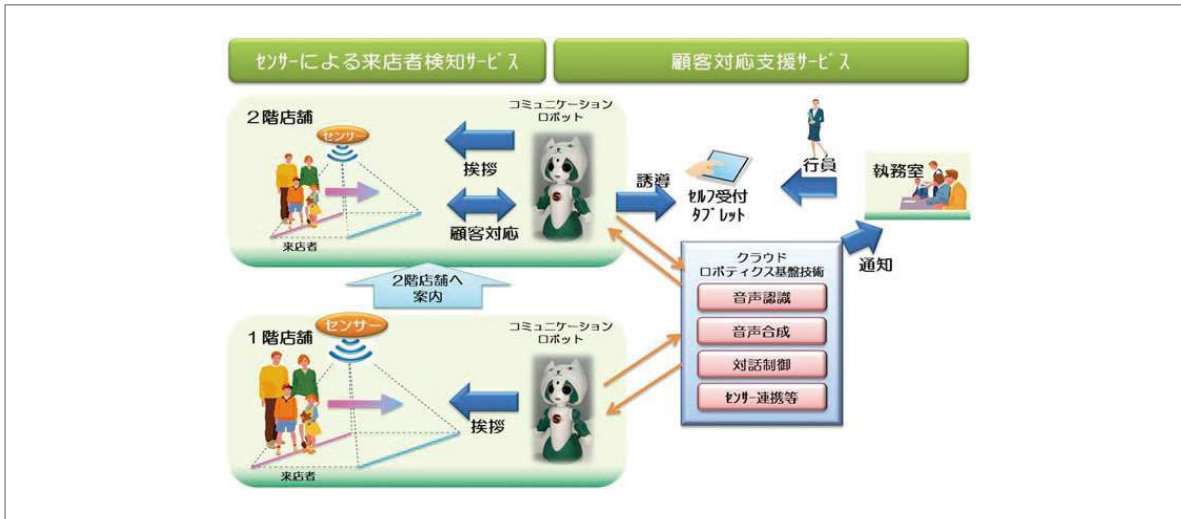 センサーによる来店者検知サービス
顧客対応支援サービス
2階店舗
センサー
来店者
挨拶
顧客対応
コミュニケーション
ロボット
誘導
セルフ受付
タブレット
行員
執務室
通知
2階店舗へ
案内
1階店舗
センサー
来店者
挨拶
コミュニケーション
ロボット
クラウド
ロボティクス基盤技術
音声認識
音声合成
対話制御
センサー連携等